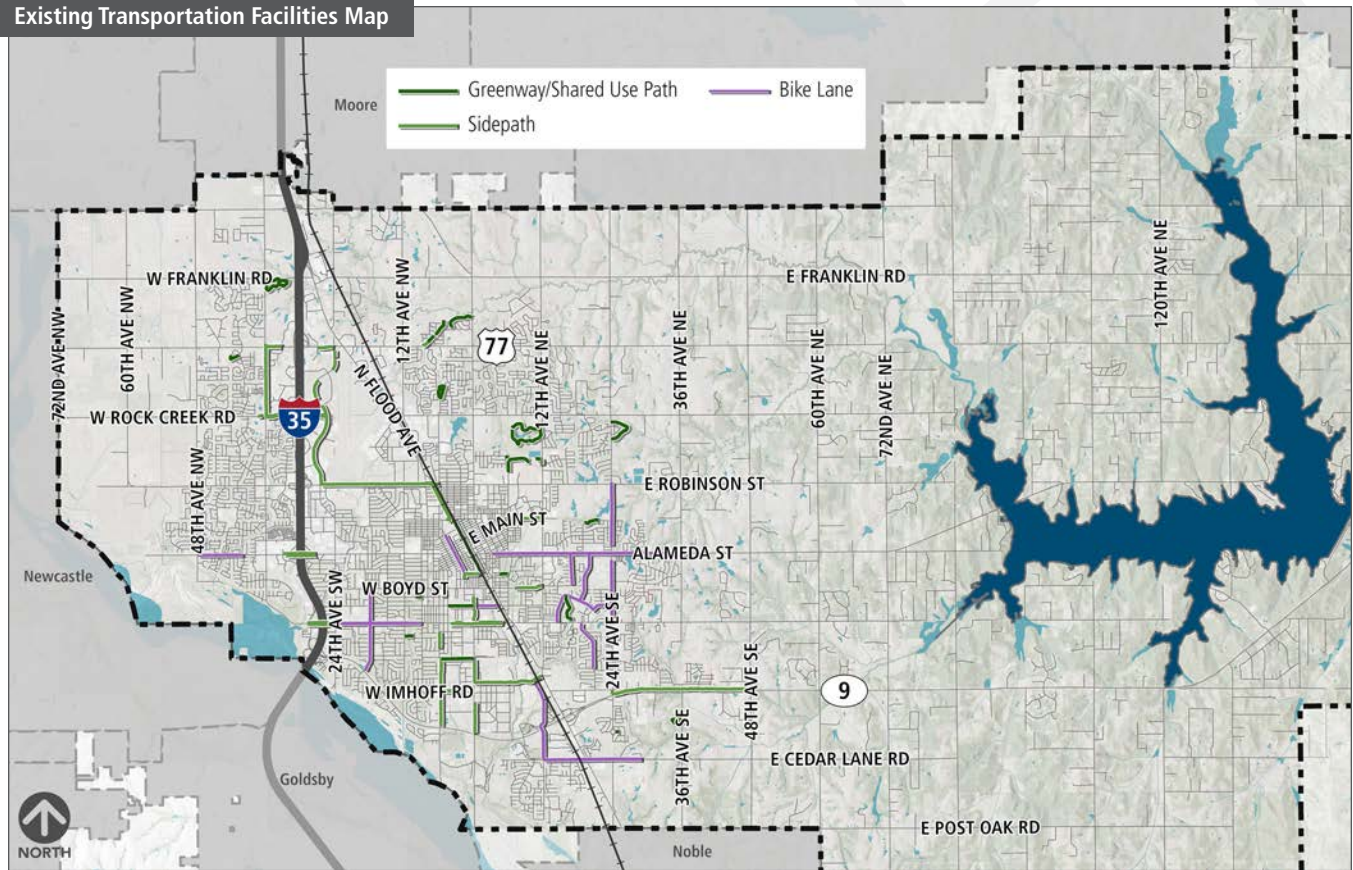 Existing Transportation Facilities Map
Moore
Greenway/Shared Use Path
Bike Lane
Sidepath
W FRANKLIN RD
E FRANKLIN RD
72ND AVE NW
60TH AVE NW
12TH AVE NW
77
12TH AVE NE
36TH AVE NE
60TH AVE NE
72ND AVE NE
120TH AVE NE
N FLOOD AVE
W ROCK CREEK RD
35
48TH AVE NW
E ROBINSON ST
E MAIN ST
ALAMEDA ST
Newcastle
W BOYD ST
24TH AVE SW
24TH AVE SE
W IMHOFF RD
48TH AVE SE
9
36TH AVE SE
E CEDAR LANE RD
Goldsby
E POST OAK RD
NORTH
Noble